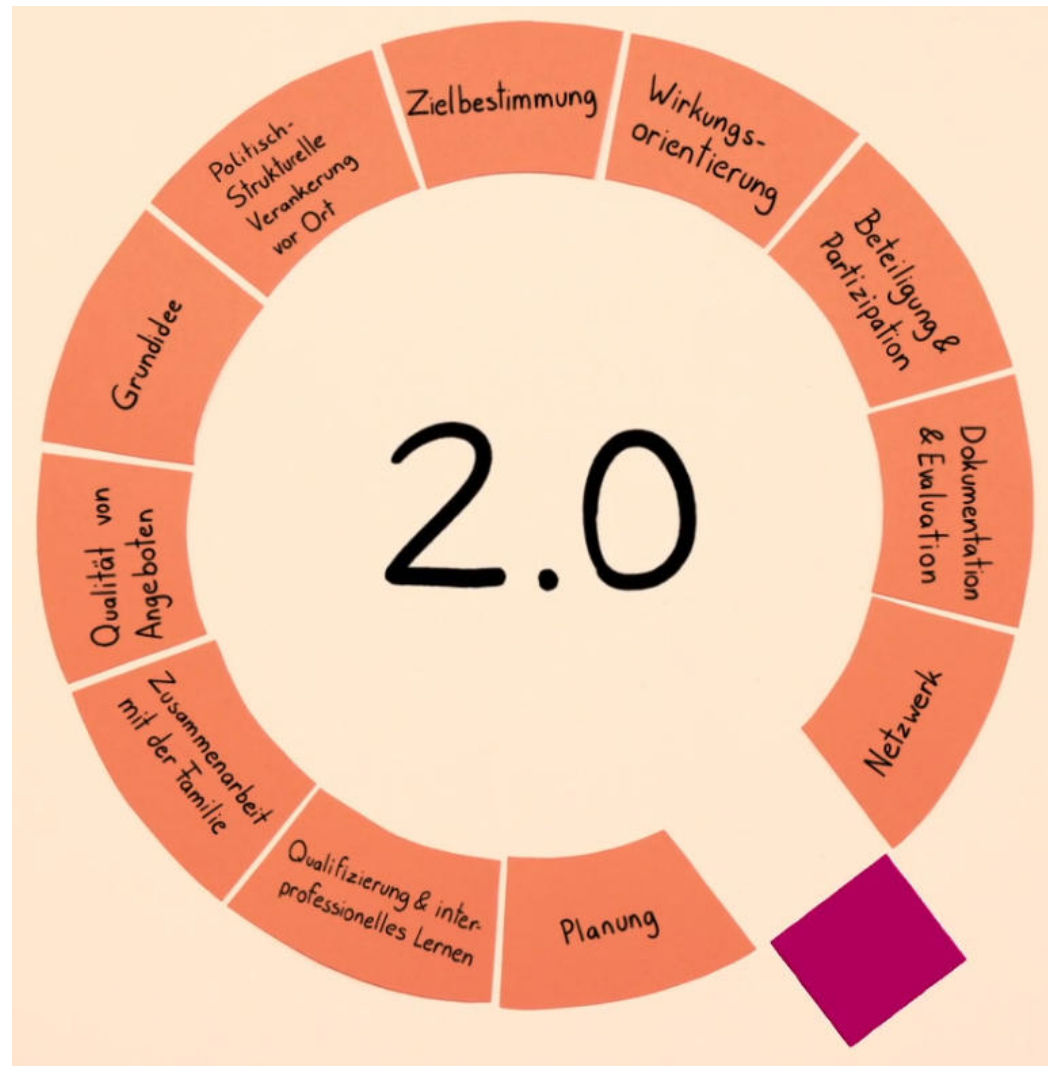 Zielbestimmung
Wirkungs-
orientierung
Beteiligung &
Partizipation
Dokumentation
& Evaluation
Netzwerk
Planung
Qualifizierung & inter-
professionelles Lernen
Zusammenarbeit
mit der Familie
Qualität von
Angeboten
Grundidee
Politisch-
Strukturelle
Verankerung
vor Ort
2.0